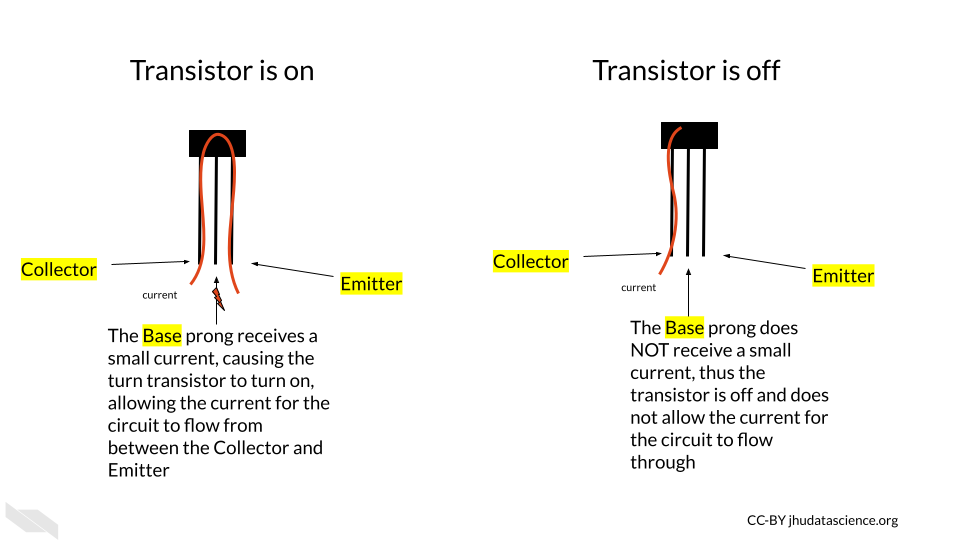 Transistor is on
Transistor is off
Collector
Emitter
current
The Base prong receives a
small current, causing the
turn transistor to turn on,
allowing the current for the
circuit to flow from
between the Collector and
Emitter
Collector
Emitter
current
The Base prong does
NOT receive a small
current, thus the
transistor is off and does
not allow the current for
the circuit to flow
through
CC-BY jhudatascience.org